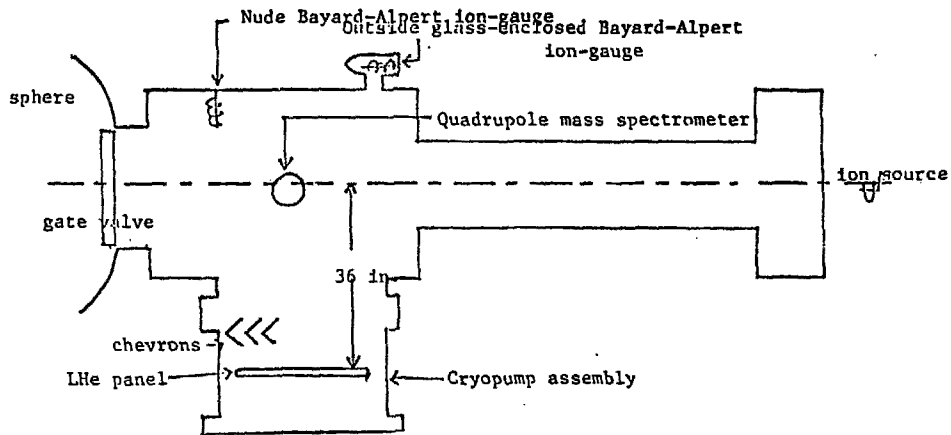 Nude Bayard-Alpert ion-gauge
Outside glass-enclosed Bayard-Alpert
ion-gauge
sphere
Quadrupole mass spectrometer
ion source
gate valve
36 in.
chevrons
LHe panel
Cryopump assembly